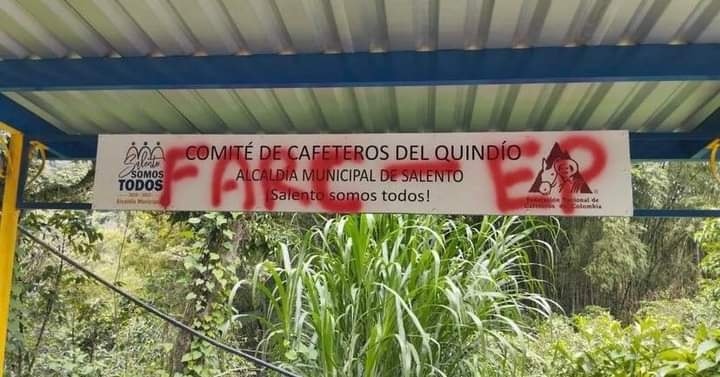 Salento
SOMOS
TODOS
Alcaldía Municipal
COMITÉ DE CAFETEROS DEL QUINDÍO
ALCALDÍA MUNICIPAL DE SALENTO
¡Salento somos todos!
Federación Nacional de
Cafeteros de Colombia
FARC - EP